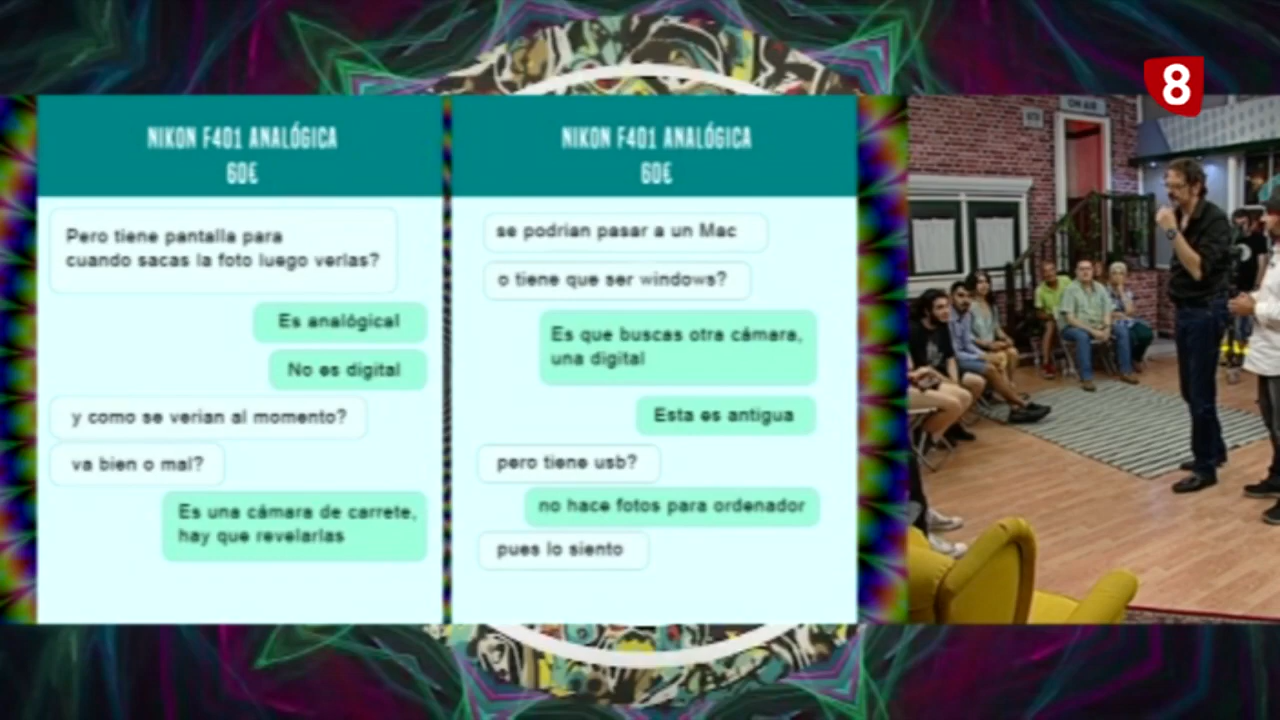 8
NIKON F401 ANALÓGICA
60€
Pero tiene pantalla para
cuando sacas la foto luego verlas?
Es analógical
No es digital
y como se verian al momento?
va bien o mal?
Es una cámara de carrete,
hay que revelarlas
NIKON F401 ANALÓGICA
60€
se podrian pasar a un Mac
o tiene que ser windows?
Es que buscas otra cámara,
una digital
Esta es antigua
pero tiene usb?
no hace fotos para ordenador
pues lo siento
ON AIR